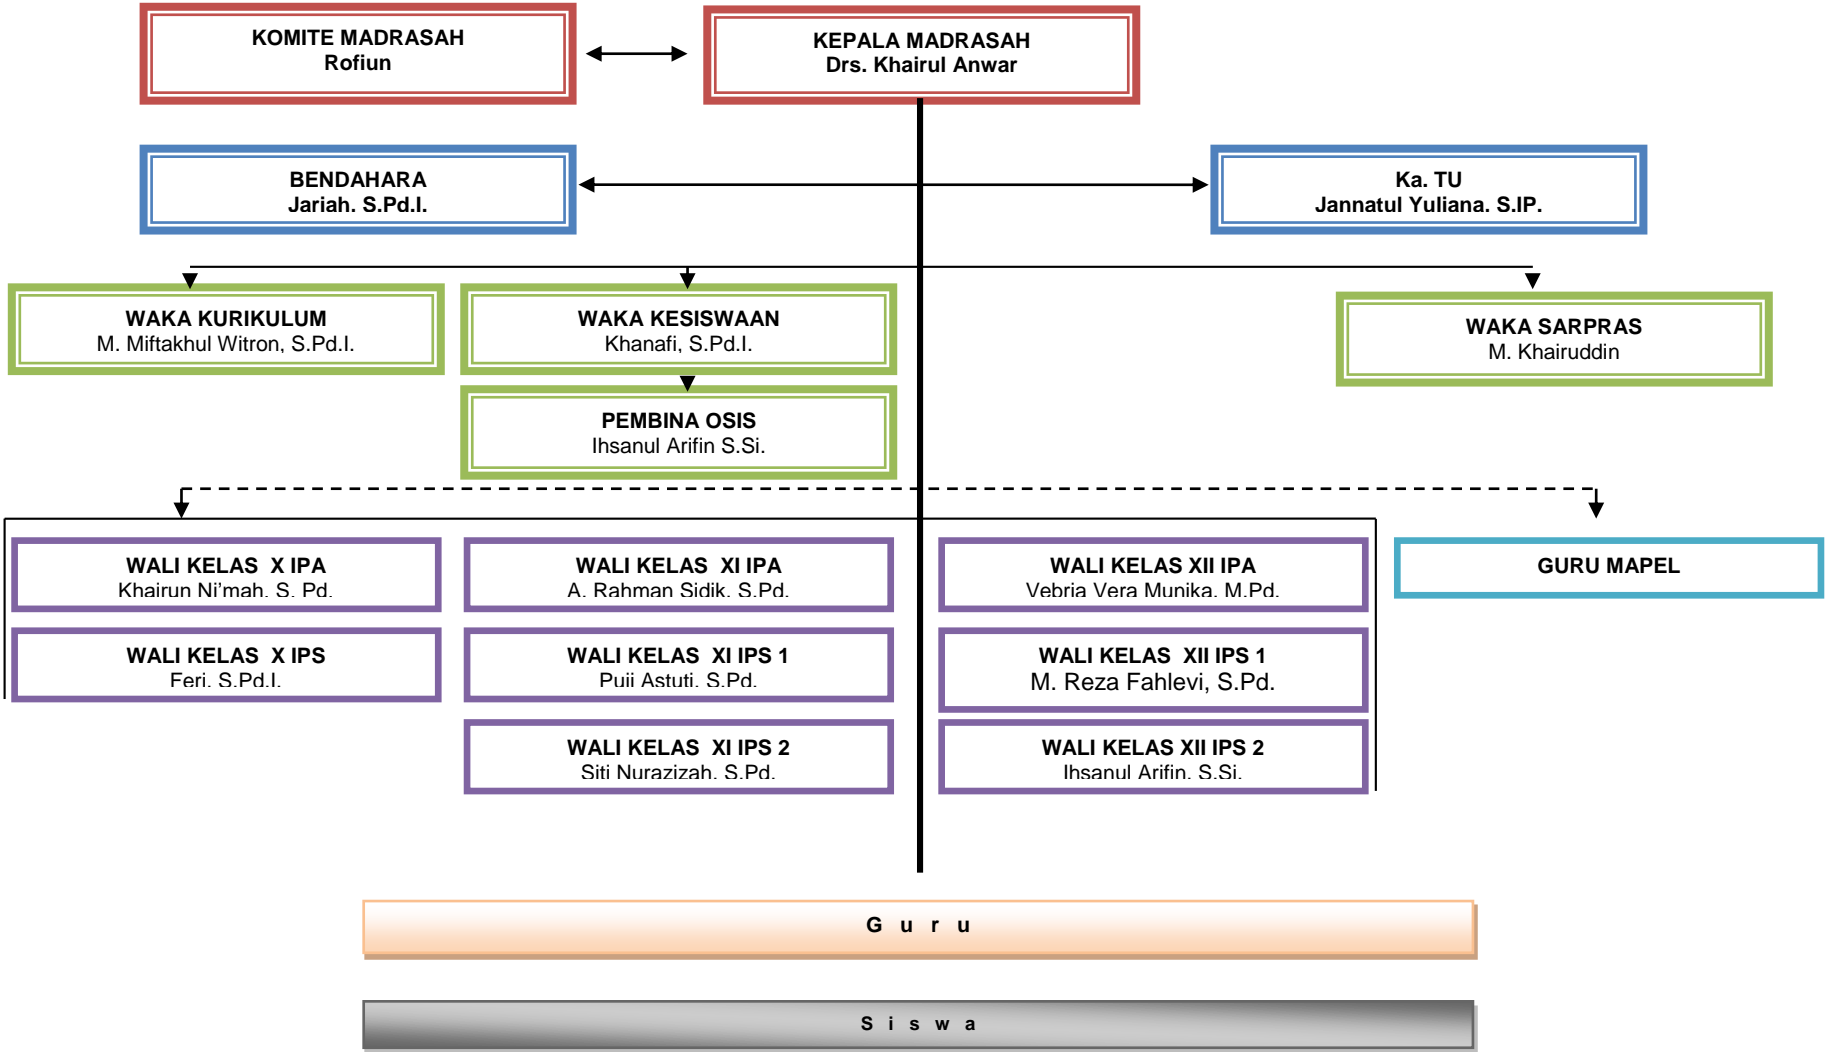 KOMITE MADRASAH
Rofiun
KEPALA MADRASAH
Drs. Khairul Anwar
BENDAHARA
Jariah. S.Pd.I.
Ka. TU
Jannatul Yuliana. S.IP.
WAKA KURIKULUM
M. Miftakhul Witron, S.Pd.I.
WAKA KESISWAAN
Khanafi, S.Pd.I.
WAKA SARPRAS
M. Khairuddin
PEMBINA OSIS
Ihsanul Arifin S.Si.
WALI KELAS X IPA
Khairun Ni’mah. S. Pd.
WALI KELAS XI IPA
A. Rahman Sidik. S.Pd.
WALI KELAS XII IPA
Vebria Vera Munika. M.Pd.
GURU MAPEL
WALI KELAS X IPS
Feri. S.Pd.I.
WALI KELAS XI IPS 1
Puji Astuti. S.Pd.
WALI KELAS XII IPS 1
M. Reza Fahlevi, S.Pd.
WALI KELAS XI IPS 2
Siti Nurazizah. S.Pd.
WALI KELAS XII IPS 2
Ihsanul Arifin. S.Si.
G u r u
S i s w a